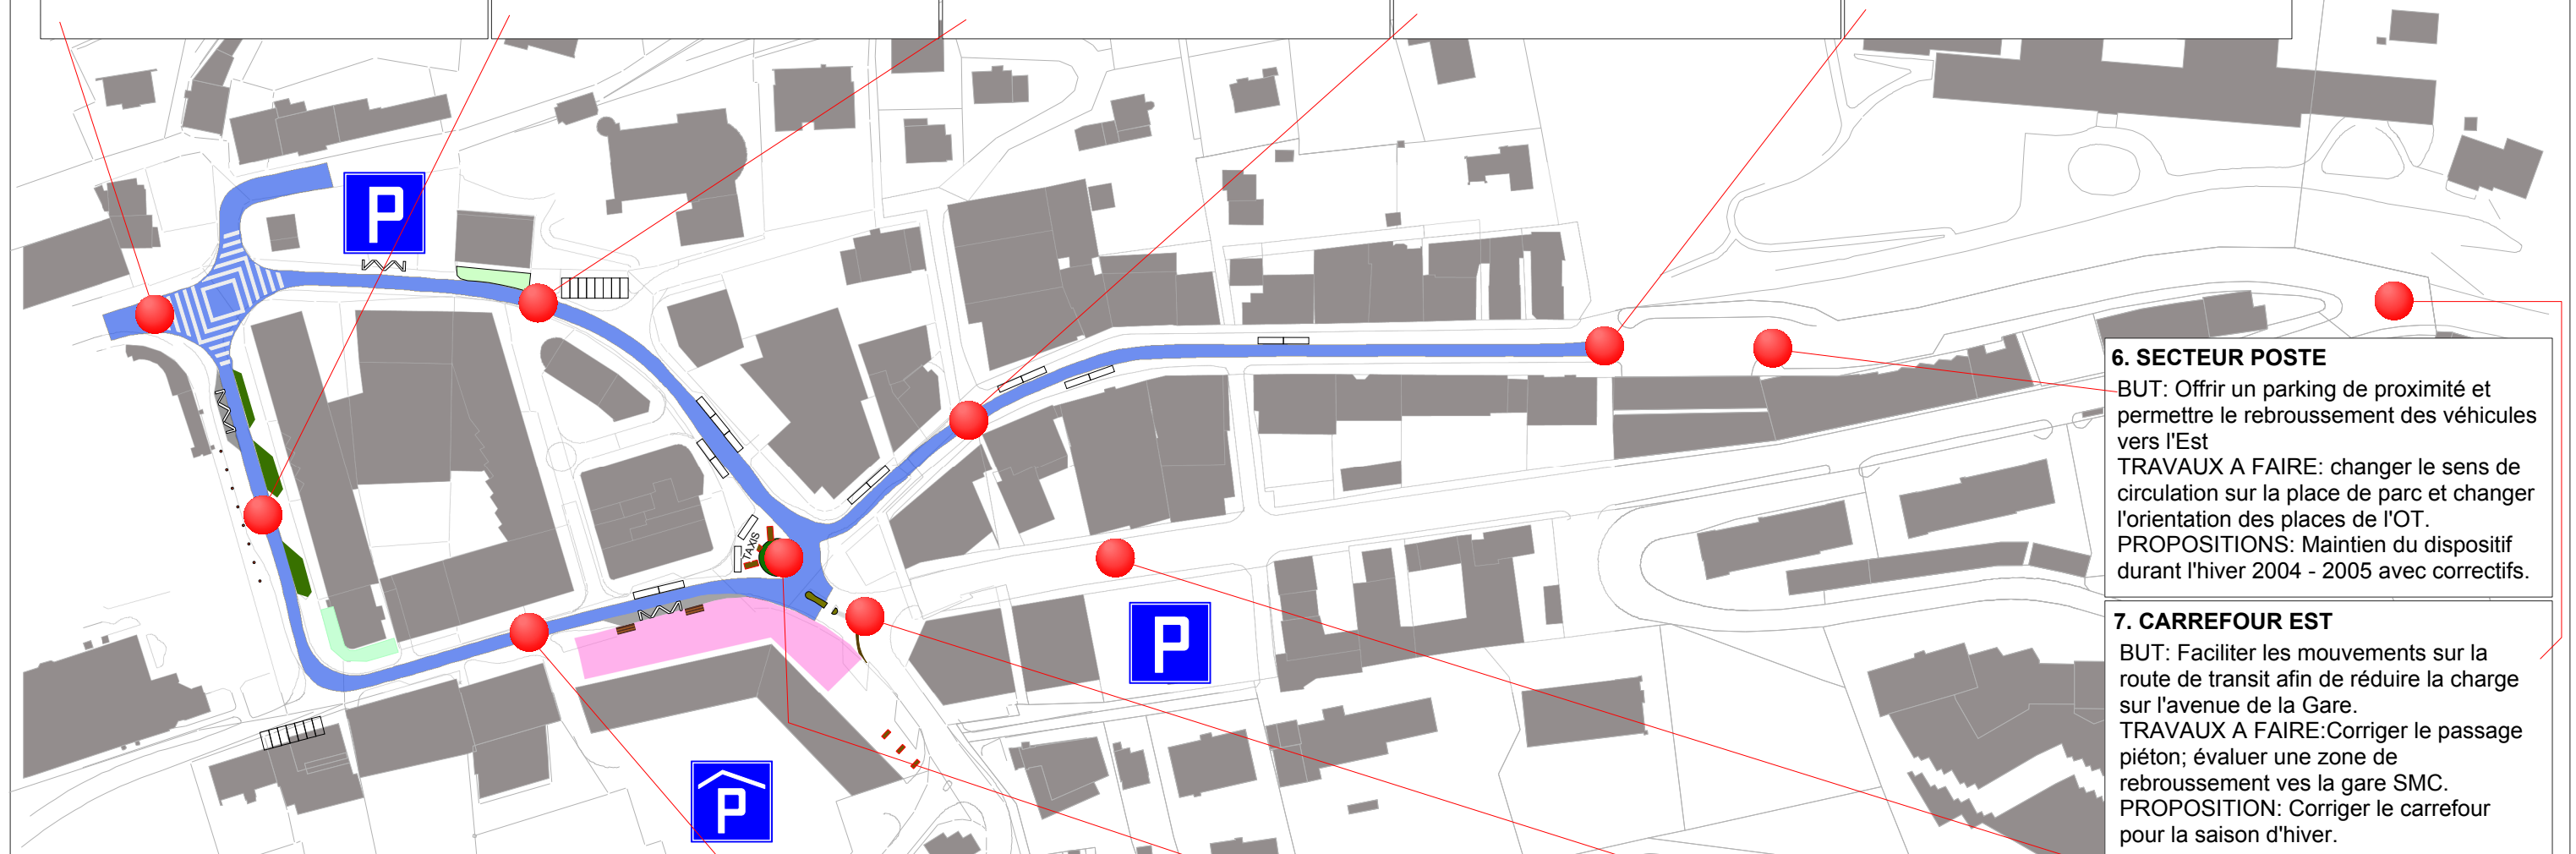 P
TAXIS
P
P
6. SECTEUR POSTE
BUT: Offrir un parking de proximité et
permettre le rebroussement des véhicules
vers l'Est
TRAVAUX A FAIRE: changer le sens de
circulation sur la place de parc et changer
l'orientation des places de l'OT.
PROPOSITIONS: Maintien du dispositif
durant l'hiver 2004 - 2005 avec correctifs.
7. CARREFOUR EST
BUT: Faciliter les mouvements sur la
route de transit afin de réduire la charge
sur l'avenue de la Gare.
TRAVAUX A FAIRE:Corriger le passage
piéton; évaluer une zone de
rebroussement ves la gare SMC.
PROPOSITION: Corriger le carrefour
pour la saison d'hiver.